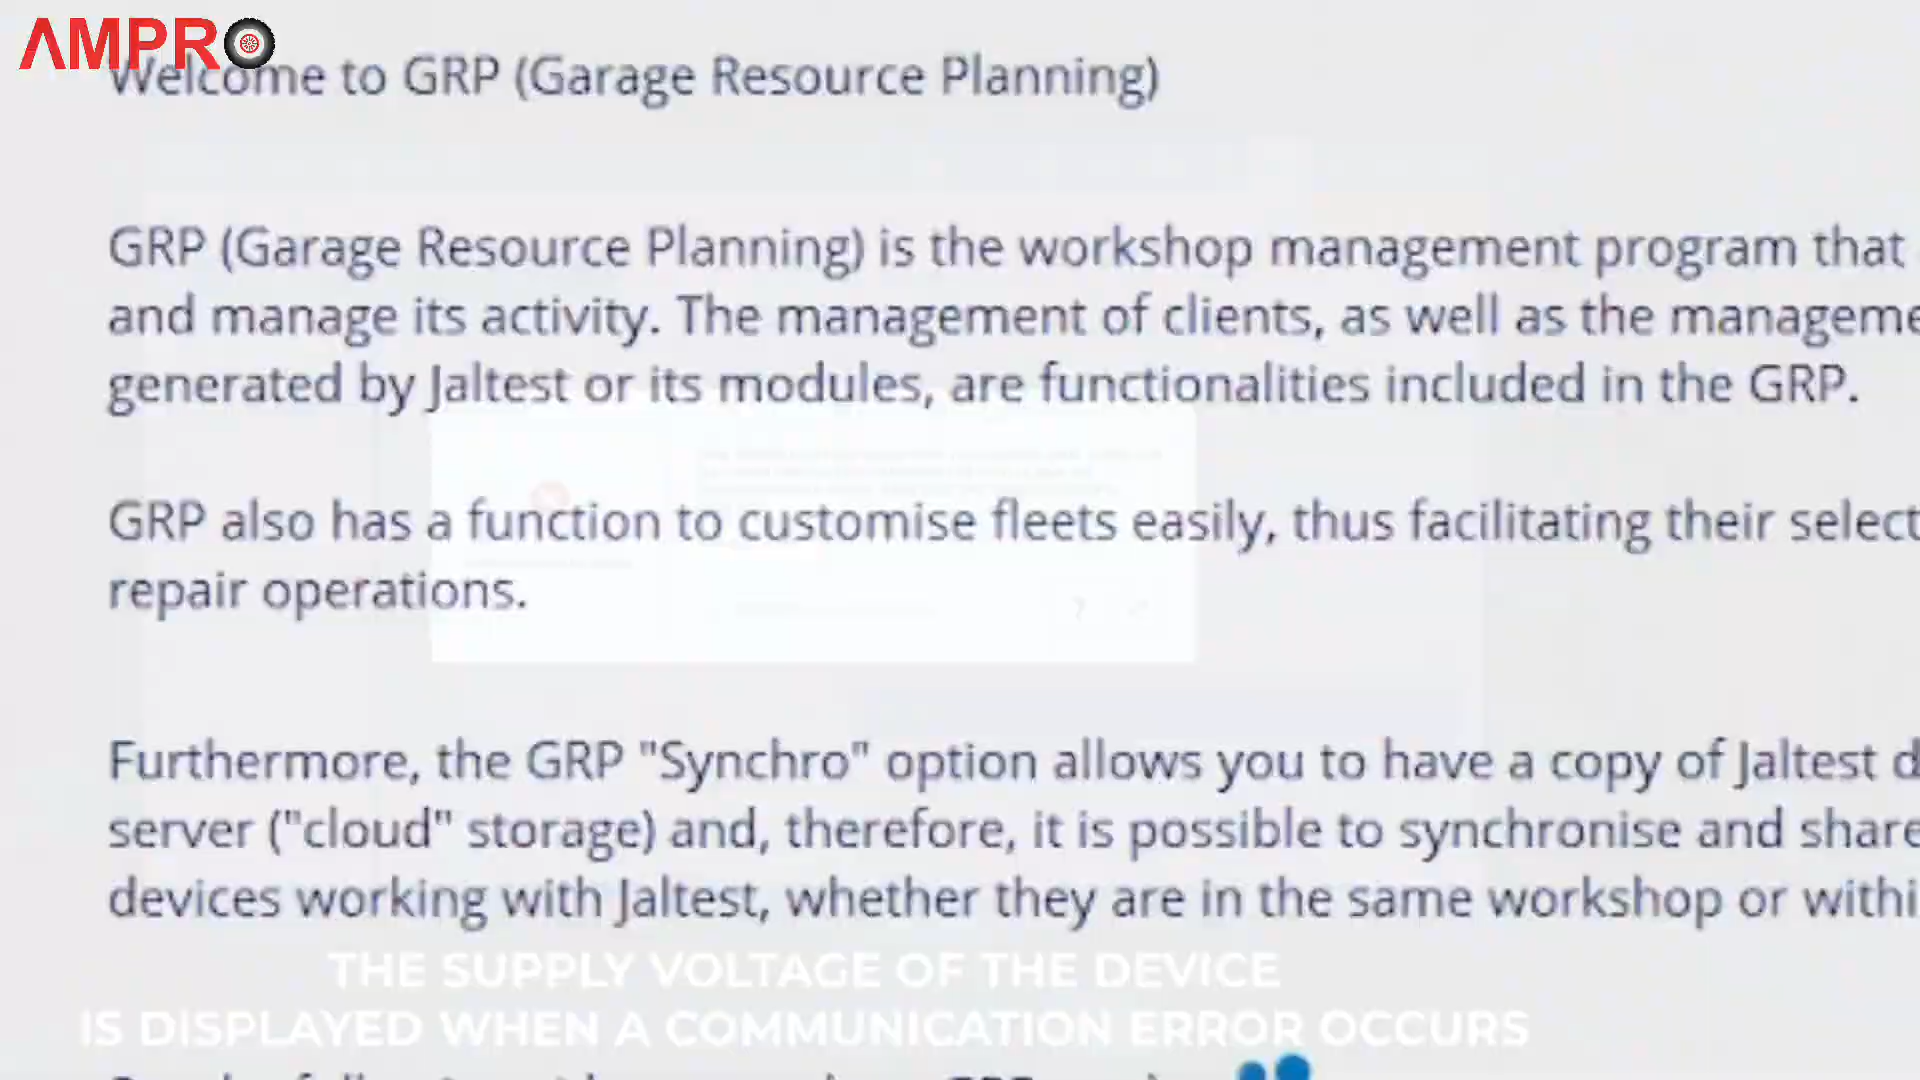 AMPRO
Welcome to GRP (Garage Resource Planning)
GRP (Garage Resource Planning) is the workshop management program that
and manage its activity. The management of clients, as well as the manageme
generated by Jaltest or its modules, are functionalities included in the GRP.
GRP also has a function to customise fleets easily, thus facilitating their select
repair operations.
Furthermore, the GRP "Synchro" option allows you to have a copy of Jaltest d
server ("cloud" storage) and, therefore, it is possible to synchronise and share
devices working with Jaltest, whether they are in the same workshop or withi
THE SUPPLY VOLTAGE OF THE DEVICE
IS DISPLAYED WHEN A COMMUNICATION ERROR OCCURS